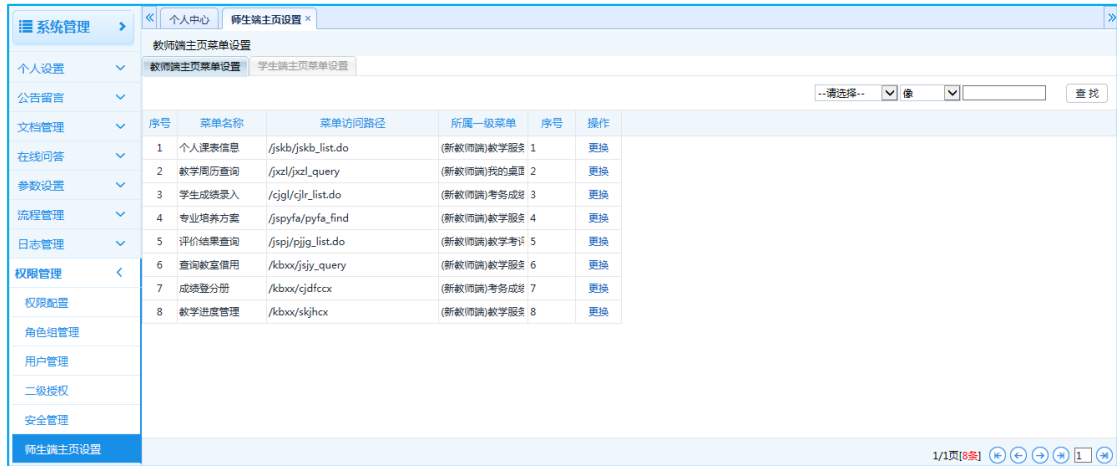 系统管理
个人中心 师生端主页设置 ×
教师端主页菜单设置
教师端主页菜单设置 学生端主页菜单设置
--请选择-- 像 查 找
序号 菜单名称 菜单访问路径 所属一级菜单 序号 操作
1 个人课表信息 /jskb/jskb_list.do (新教师端)教学服务 1 更换
2 教学周历查询 /jxzl/jxzl_query (新教师端)我的桌面 2 更换
3 学生成绩录入 /cjgl/cjlr_list.do (新教师端)考务成绩 3 更换
4 专业培养方案 /jspyfa/pyfa_find (新教师端)教学服务 4 更换
5 评价结果查询 /jspj/pjjg_list.do (新教师端)教学考评 5 更换
6 查询教室借用 /kbxx/jsjy_query (新教师端)教学服务 6 更换
7 成绩登分册 /kbxx/cjdfccx (新教师端)考务成绩 7 更换
8 教学进度管理 /kbxx/skjhcx (新教师端)教学服务 8 更换
个人设置
公告留言
文档管理
在线问答
参数设置
流程管理
日志管理
权限管理
权限配置
角色组管理
用户管理
二级授权
安全管理
师生端主页设置
1/1页[8条] 1